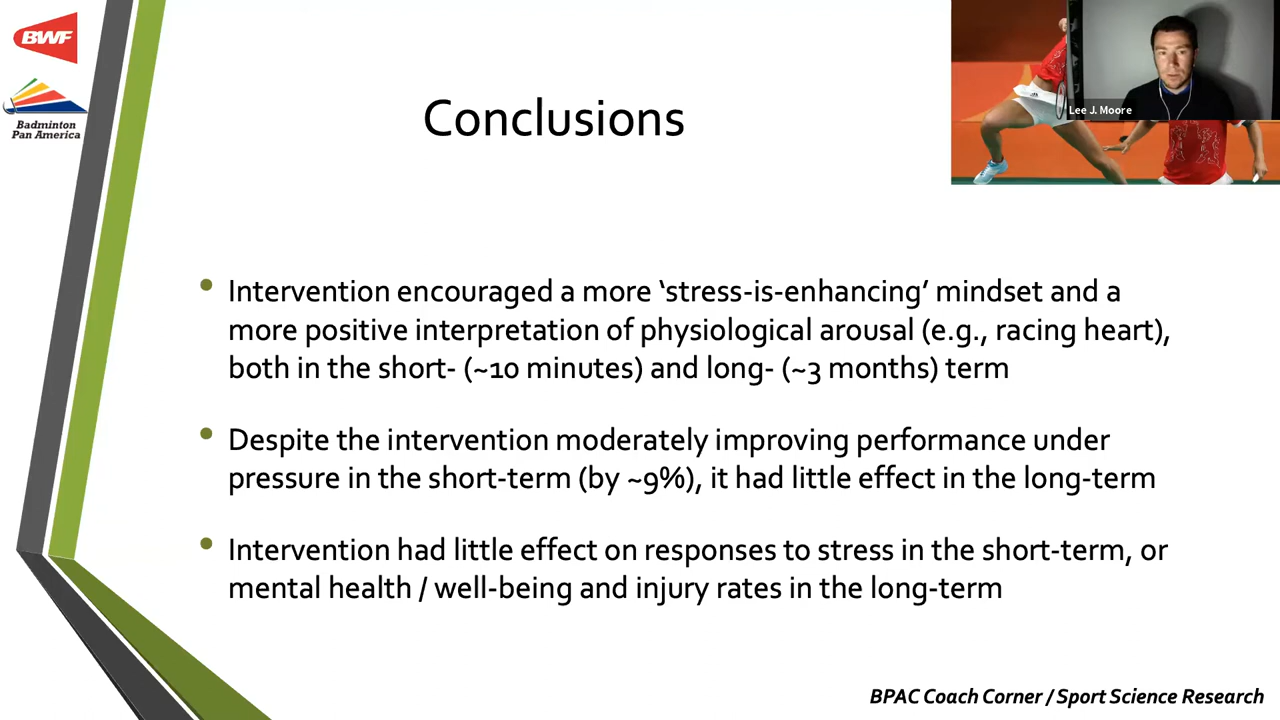 BWF
Badminton
Pan America
Lee J. Moore
Conclusions
• Intervention encouraged a more ‘stress-is-enhancing’ mindset and a
more positive interpretation of physiological arousal (e.g., racing heart),
both in the short- (~10 minutes) and long- (~3 months) term
• Despite the intervention moderately improving performance under
pressure in the short-term (by ~9%), it had little effect in the long-term
• Intervention had little effect on responses to stress in the short-term, or
mental health / well-being and injury rates in the long-term
BPAC Coach Corner / Sport Science Research